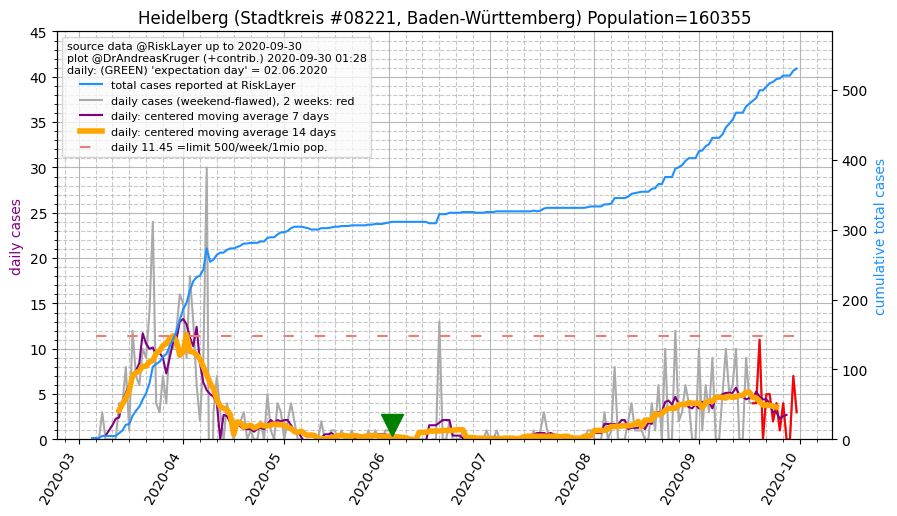 Heidelberg (Stadtkreis #08221, Baden-Württemberg) Population=160355
source data @RiskLayer up to 2020-09-30
plot @DrAndreasKruger (+contrib.) 2020-09-30 01:28
daily: (GREEN) 'expectation day' = 02.06.2020
total cases reported at RiskLayer
daily cases (weekend-flawed), 2 weeks: red
daily: centered moving average 7 days
daily: centered moving average 14 days
daily 11.45 =limit 500/week/1mio pop.
daily cases
45
40
35
30
25
20
15
10
5
0
cumulative total cases
500
400
300
200
100
0
2020-03
2020-04
2020-05
2020-06
2020-07
2020-08
2020-09
2020-10